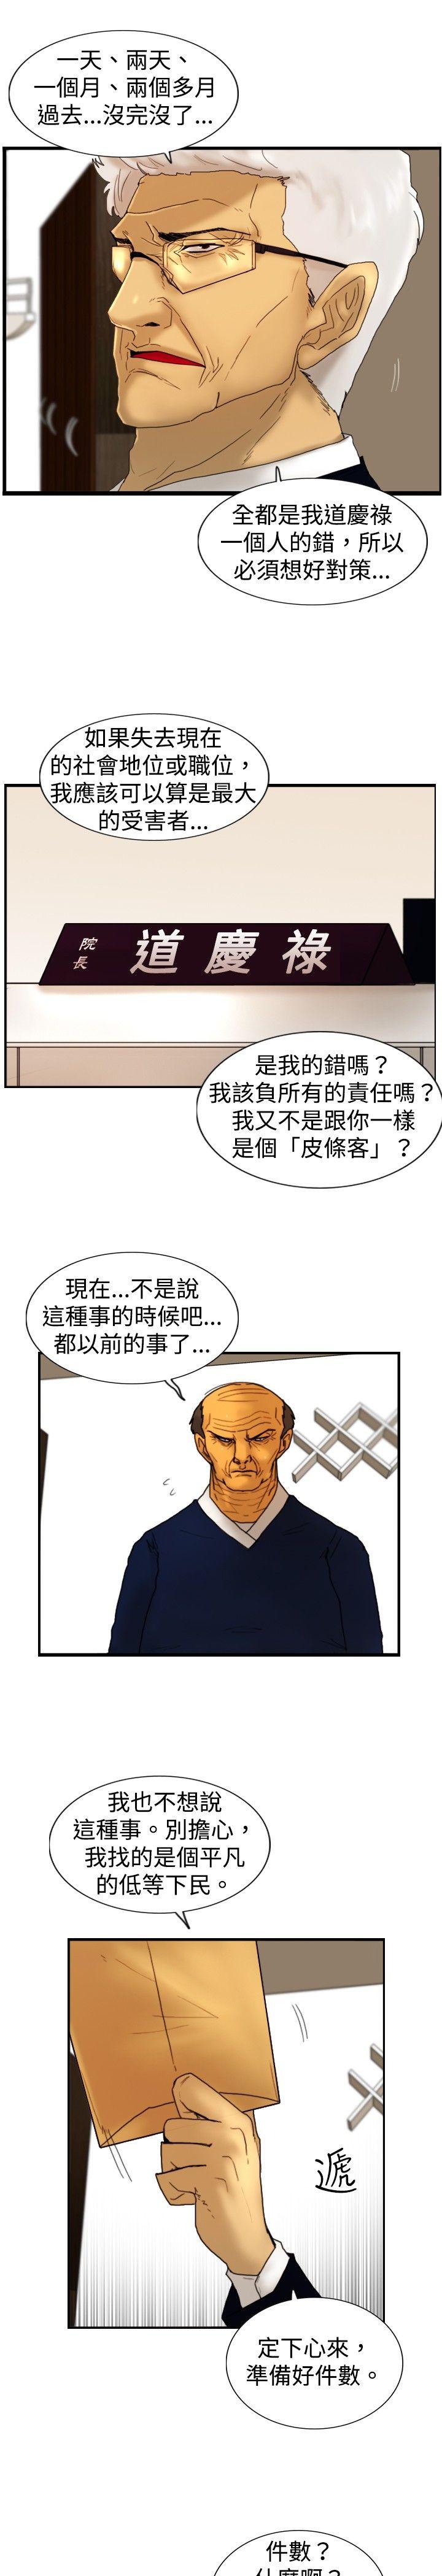 一天、兩天、
一個月、兩個多月
過去...沒完沒了...
全都是我道慶祿
一個人的錯，所以
必須想好對策...
如果失去現在
的社會地位或職位，
我應該可以算是最大
的受害者...
院長 道慶祿
是我的錯嗎？
我該負所有的責任嗎？
我又不是跟你一樣
是個「皮條客」？
現在...不是說
這種事的時候吧...
都以前的事了...
我也不想說
這種事。別擔心，
我找的是個平凡
的低等下民。
遞
定下心來，
準備好件數。
件數？
什麼啊？